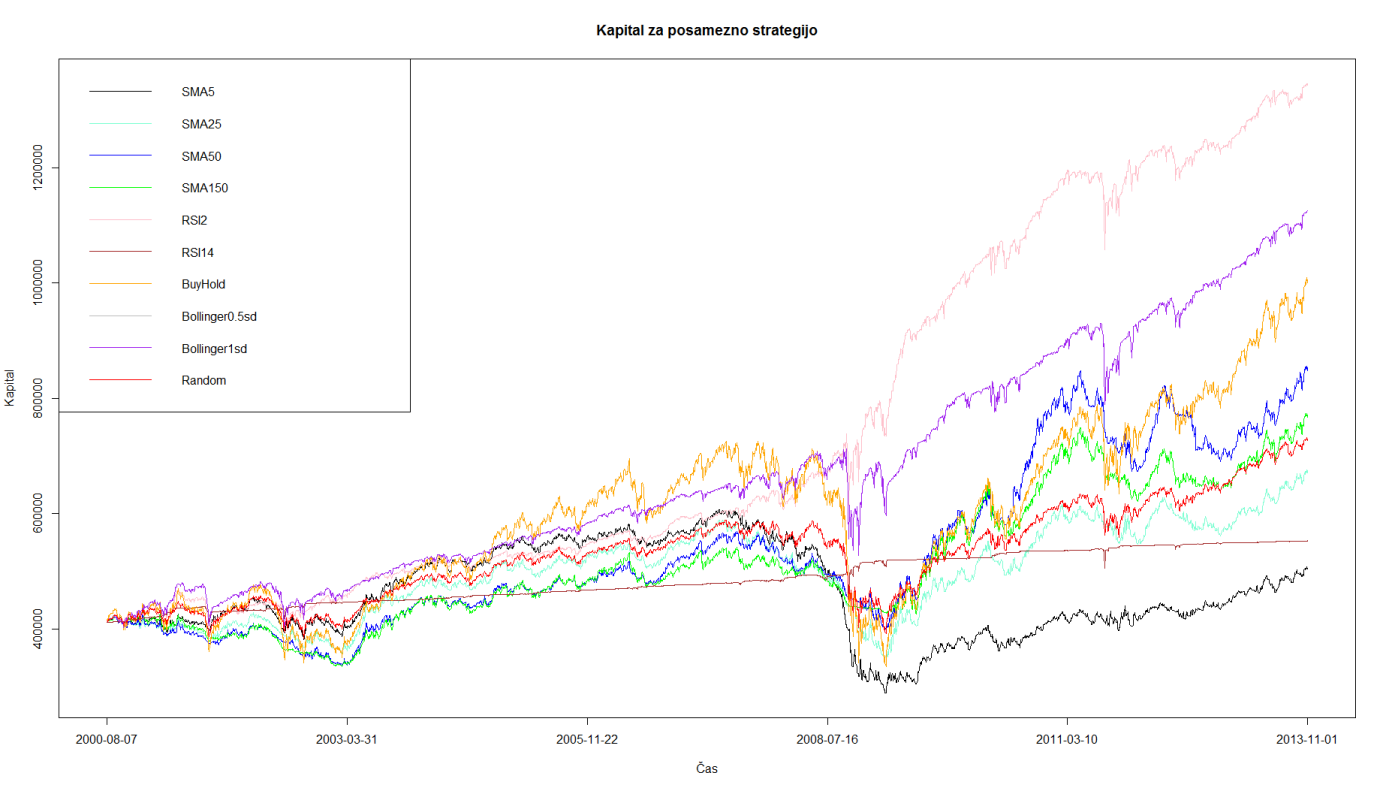 Kapital za posamezno strategijo
SMA5
SMA25
SMA50
SMA150
RSI2
RSI14
BuyHold
Bollinger0.5sd
Bollinger1sd
Random
Kapital
1200000
1000000
800000
600000
400000
2000-08-07 2003-03-31 2005-11-22 2008-07-16 2011-03-10 2013-11-01
Čas